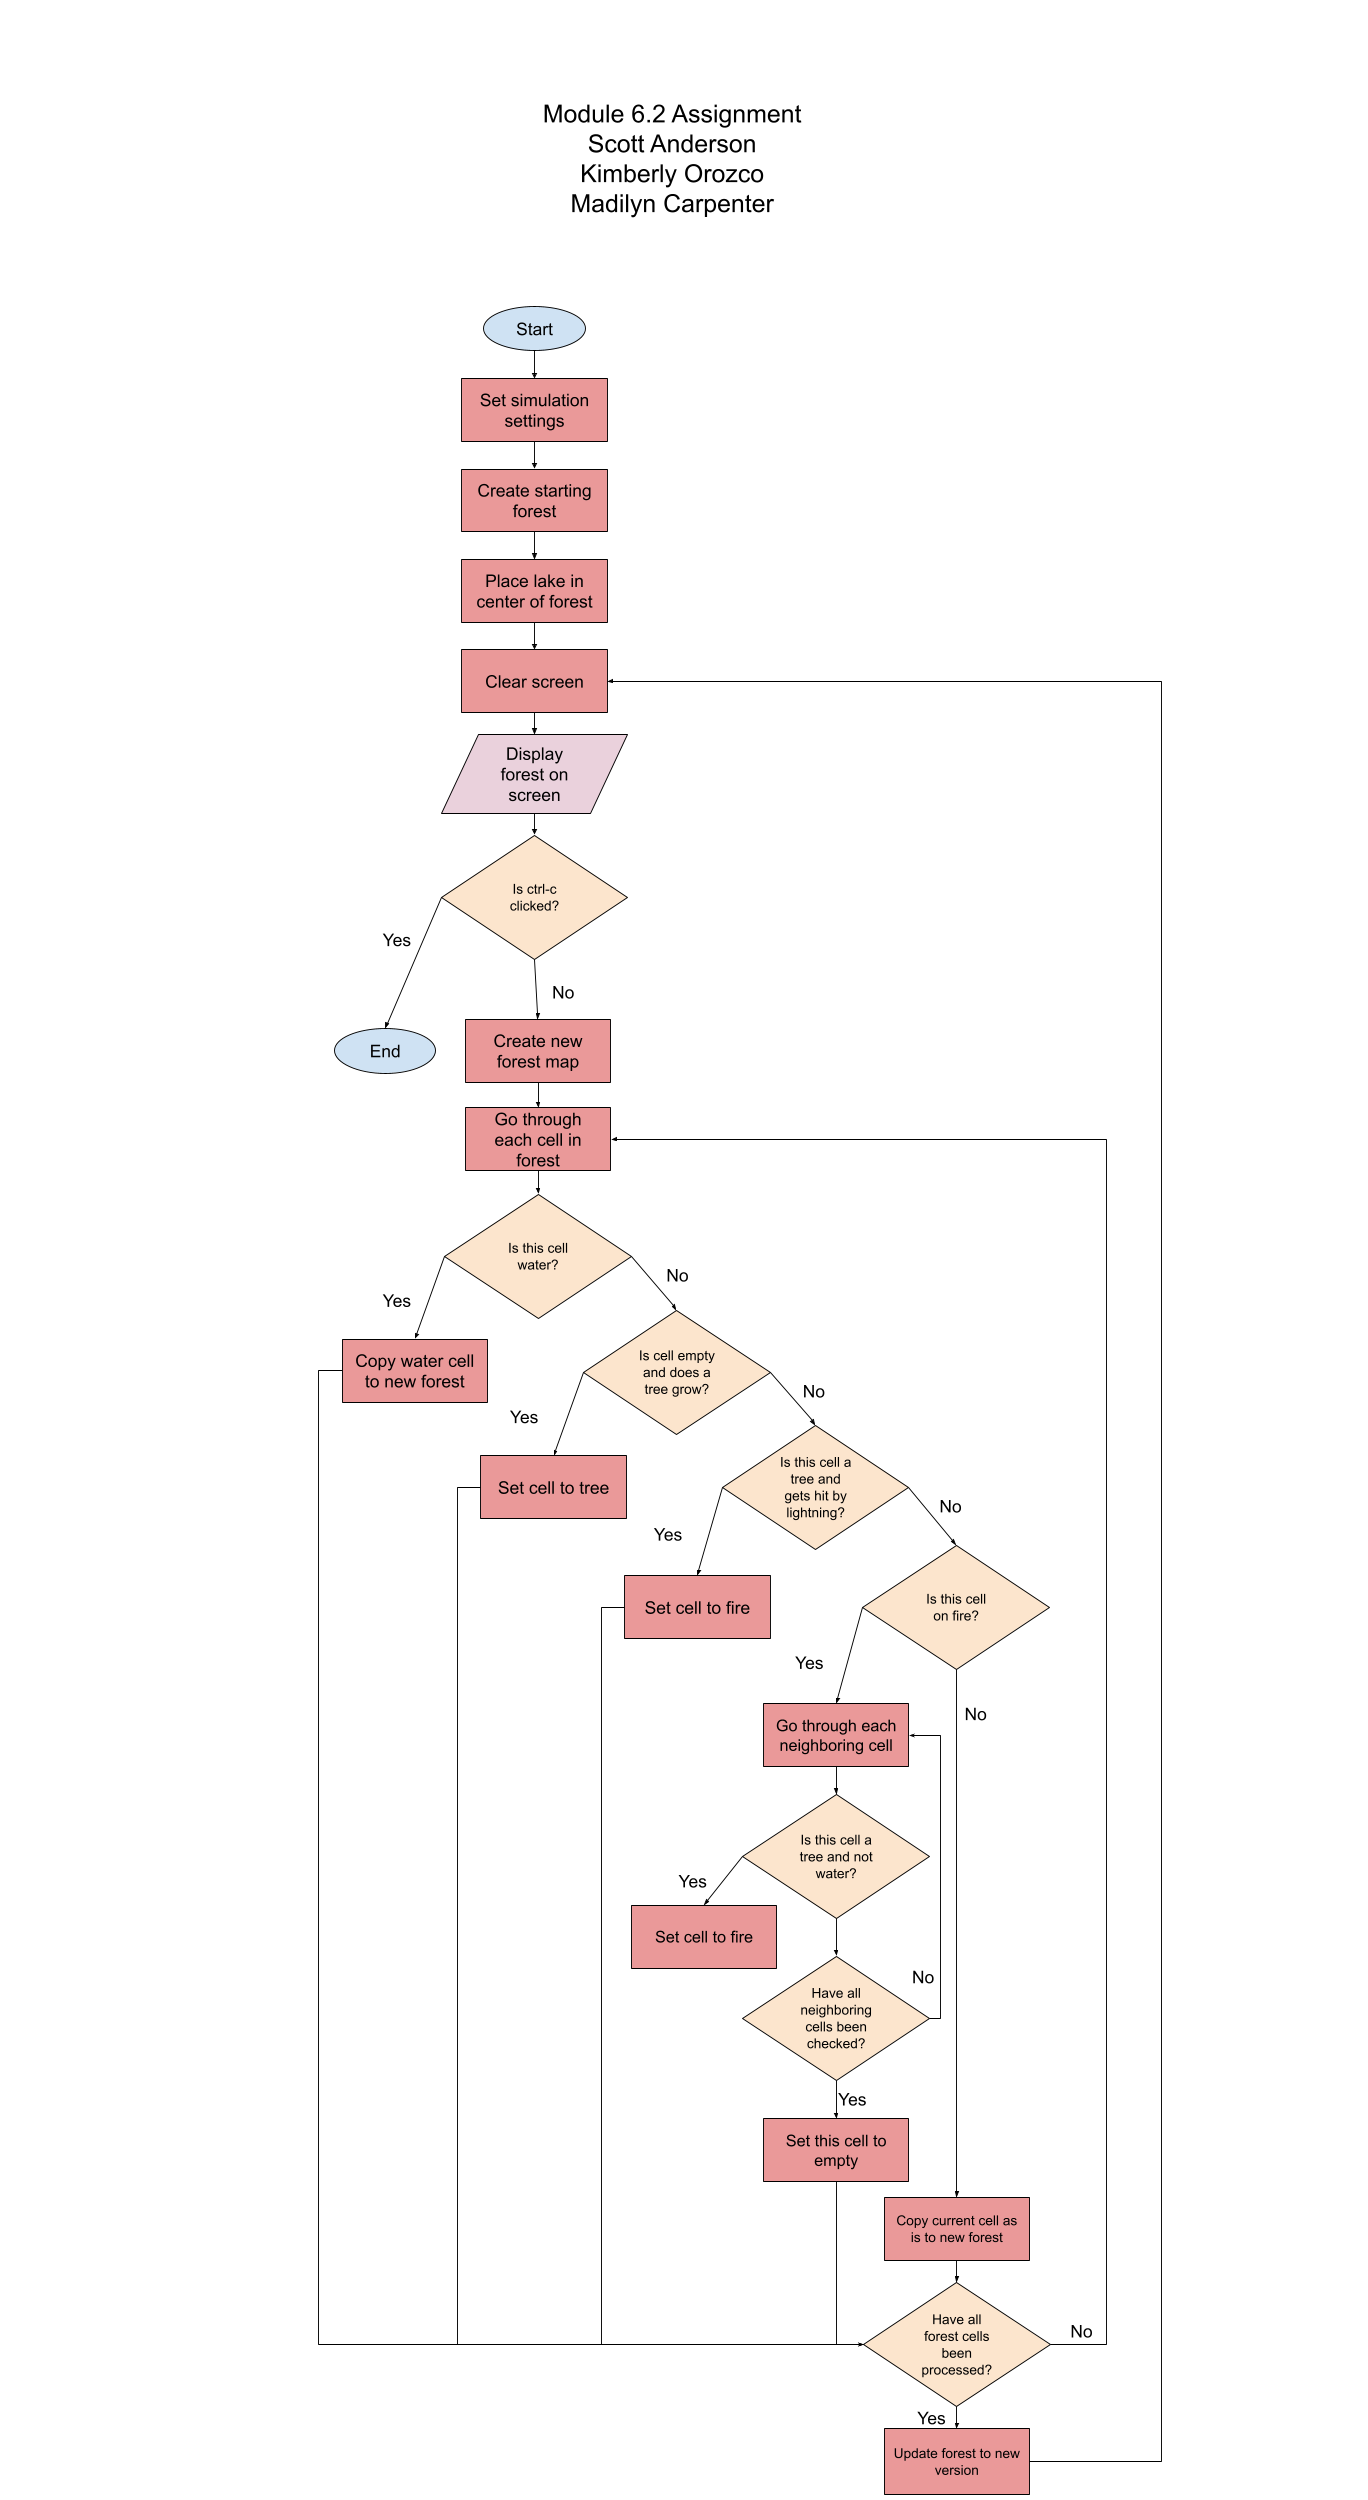 Module 6.2 Assignment
Scott Anderson
Kimberly Orozco
Madilyn Carpenter
Start
Set simulation
settings
Create starting
forest
Place lake in
center of forest
Clear screen
Display
forest on
screen
Is ctrl-c
clicked?
Yes
No
End
Create new
forest map
Go through
each cell in
forest
Is this cell
water?
Yes
No
Copy water cell
to new forest
Is cell empty
and does a
tree grow?
Yes
No
Set cell to tree
Is this cell a
tree and
gets hit by
lightning?
Yes
No
Set cell to fire
Is this cell
on fire?
Yes
No
Go through each
neighboring cell
Is this cell a
tree and not
water?
Yes
Set cell to fire
Have all
neighboring
cells been
checked?
No
Yes
Set this cell to
empty
Copy current cell as
is to new forest
Have all
forest cells
been
processed?
No
Yes
Update forest to new
version